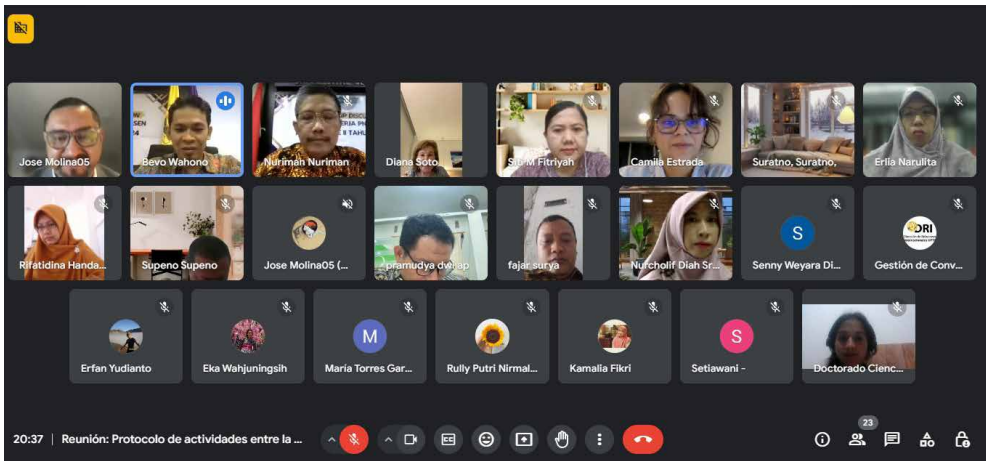 Jose Molina05
Bevo Wahono
Nuriman Nuriman
Diana Soto
Siti M Fitriyah
Camila Estrada
Suratno, Suratno,
Erlia Narulita
Rifatidina Handa...
Supeno Supeno
Jose Molina05 (...
pramudya dwi ap
fajar surya
Nurcholif Diah Sr...
S
Senny Weyara Di...
DRI
Gestión de Conv...
Erfan Yudianto
Eka Wahjuningsih
M
María Torres Gar...
Rully Putri Nirmal...
Kamalia Fikri
S
Setiawani -
Doctorado Cienc...
20:37 | Reunión: Protocolo de actividades entre la ...
CC
23